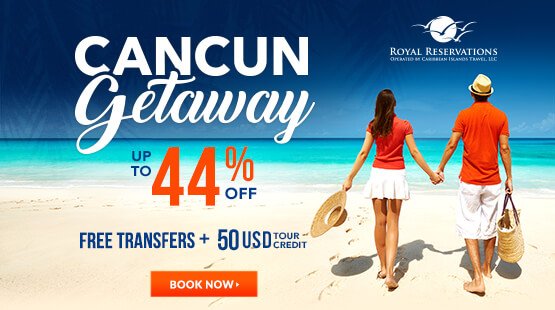 CANCUN
Getaway
UP TO 44% OFF
FREE TRANSFERS + 50 USD TOUR CREDIT
BOOK NOW
ROYAL RESERVATIONS
OPERATED BY CARIBBEAN ISLANDS TRAVEL, LLC